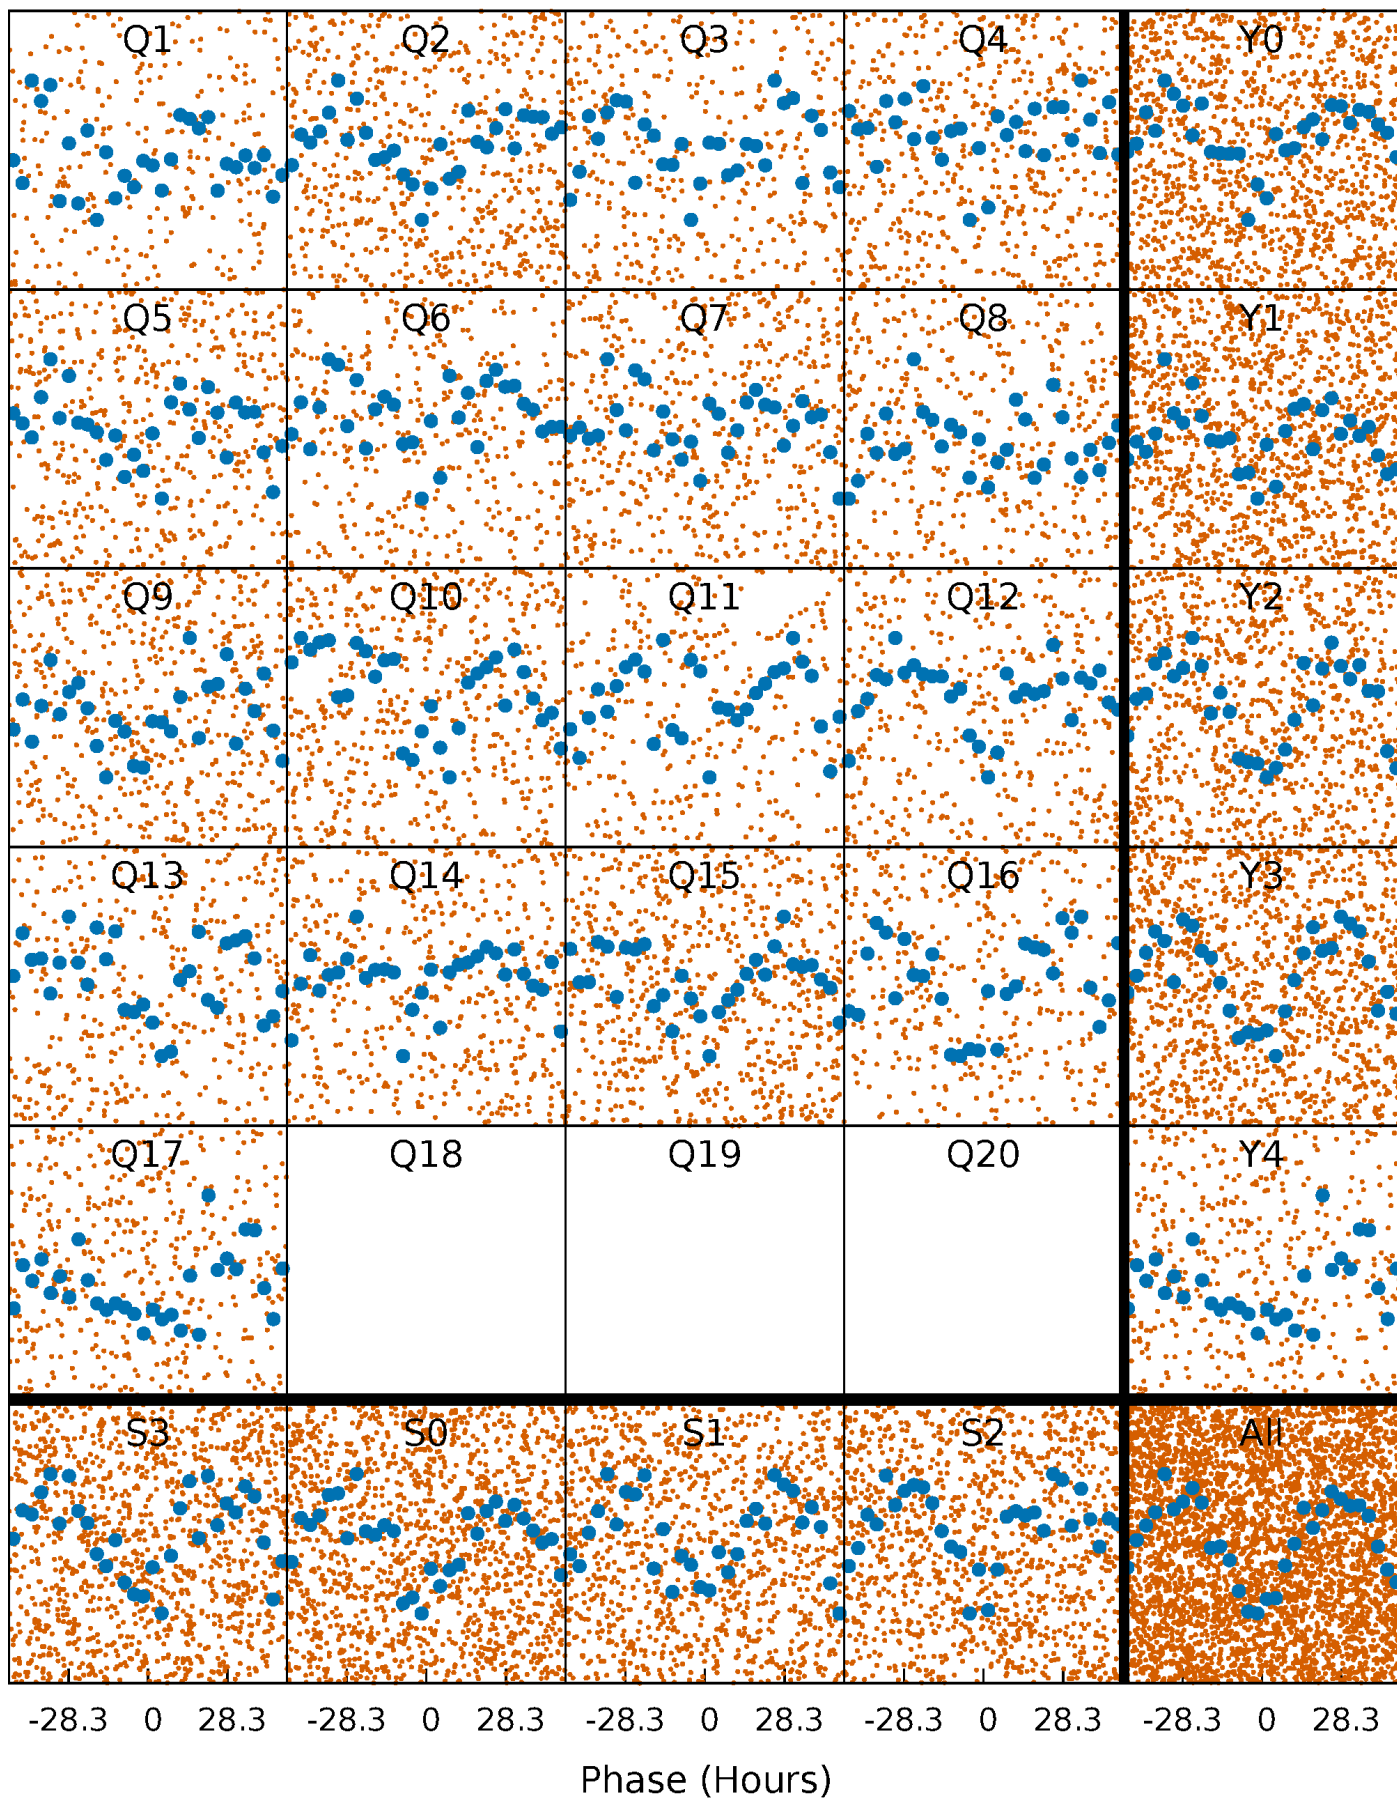 Q1 Q2 Q3 Q4 Y0
Q5 Q6 Q7 Q8 Y1
Q9 Q10 Q11 Q12 Y2
Q13 Q14 Q15 Q16 Y3
Q17 Q18 Q19 Q20 Y4
S3 S0 S1 S2 All
-28.3 0 28.3 -28.3 0 28.3 -28.3 0 28.3 -28.3 0 28.3 -28.3 0 28.3
Phase (Hours)